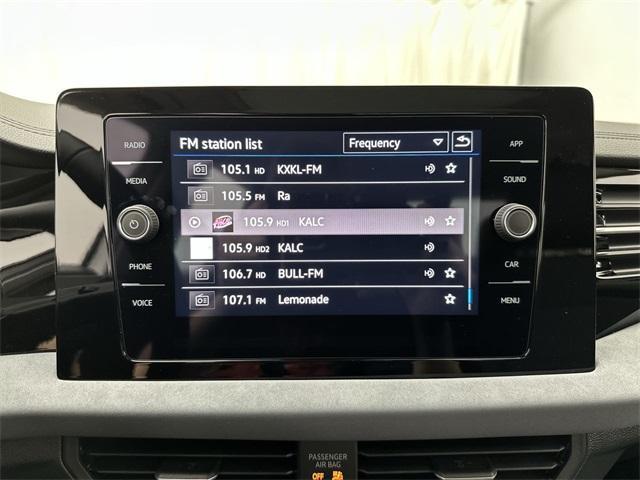 RADIO
MEDIA
PHONE
VOICE
FM station list
Frequency
105.1 HD KXKL-FM
105.5 FM Ra
105.9 HD1 KALC
105.9 HD2 KALC
106.7 HD BULL-FM
107.1 FM Lemonade
APP
SOUND
CAR
MENU
PASSENGER
AIR BAG
OFF